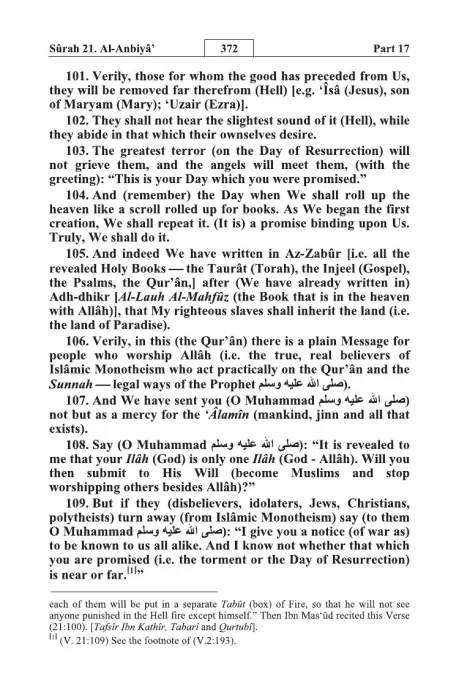 Sûrah 21. Al-Anbiyâ’ 372 Part 17
101. Verily, those for whom the good has preceded from Us,
they will be removed far therefrom (Hell) [e.g. ‘Îsâ (Jesus), son
of Maryam (Mary); ‘Uzair (Ezra)].
102. They shall not hear the slightest sound of it (Hell), while
they abide in that which their ownselves desire.
103. The greatest terror (on the Day of Resurrection) will
not grieve them, and the angels will meet them, (with the
greeting): “This is your Day which you were promised.”
104. And (remember) the Day when We shall roll up the
heaven like a scroll rolled up for books. As We began the first
creation, We shall repeat it. (It is) a promise binding upon Us.
Truly, We shall do it.
105. And indeed We have written in Az-Zabûr [i.e. all the
revealed Holy Books — the Taurât (Torah), the Injeel (Gospel),
the Psalms, the Qur’ân,] after (We have already written in)
Adh-dhikr [Al-Lauh Al-Mahfûz (the Book that is in the heaven
with Allâh)], that My righteous slaves shall inherit the land (i.e.
the land of Paradise).
106. Verily, in this (the Qur’ân) there is a plain Message for
people who worship Allâh (i.e. the true, real believers of
Islâmic Monotheism who act practically on the Qur’ân and the
Sunnah — legal ways of the Prophet صلى الله عليه وسلم).
107. And We have sent you (O Muhammad صلى الله عليه وسلم)
not but as a mercy for the ‘Âlamîn (mankind, jinn and all that
exists).
108. Say (O Muhammad صلى الله عليه وسلم): “It is revealed to
me that your Ilâh (God) is only one Ilâh (God - Allâh). Will you
then submit to His Will (become Muslims and stop
worshipping others besides Allâh)?”
109. But if they (disbelievers, idolaters, Jews, Christians,
polytheists) turn away (from Islâmic Monotheism) say (to them
O Muhammad صلى الله عليه وسلم): “I give you a notice (of war as)
to be known to us all alike. And I know not whether that which
you are promised (i.e. the torment or the Day of Resurrection)
is near or far.[1]”
each of them will be put in a separate Tabût (box) of Fire, so that he will not see
anyone punished in the Hell fire except himself.” Then Ibn Mas‘ûd recited this Verse
(21:100). [Tafsîr Ibn Kathîr, Tabarî and Qurtubî].
[1] (V. 21:109) See the footnote of (V.2:193).